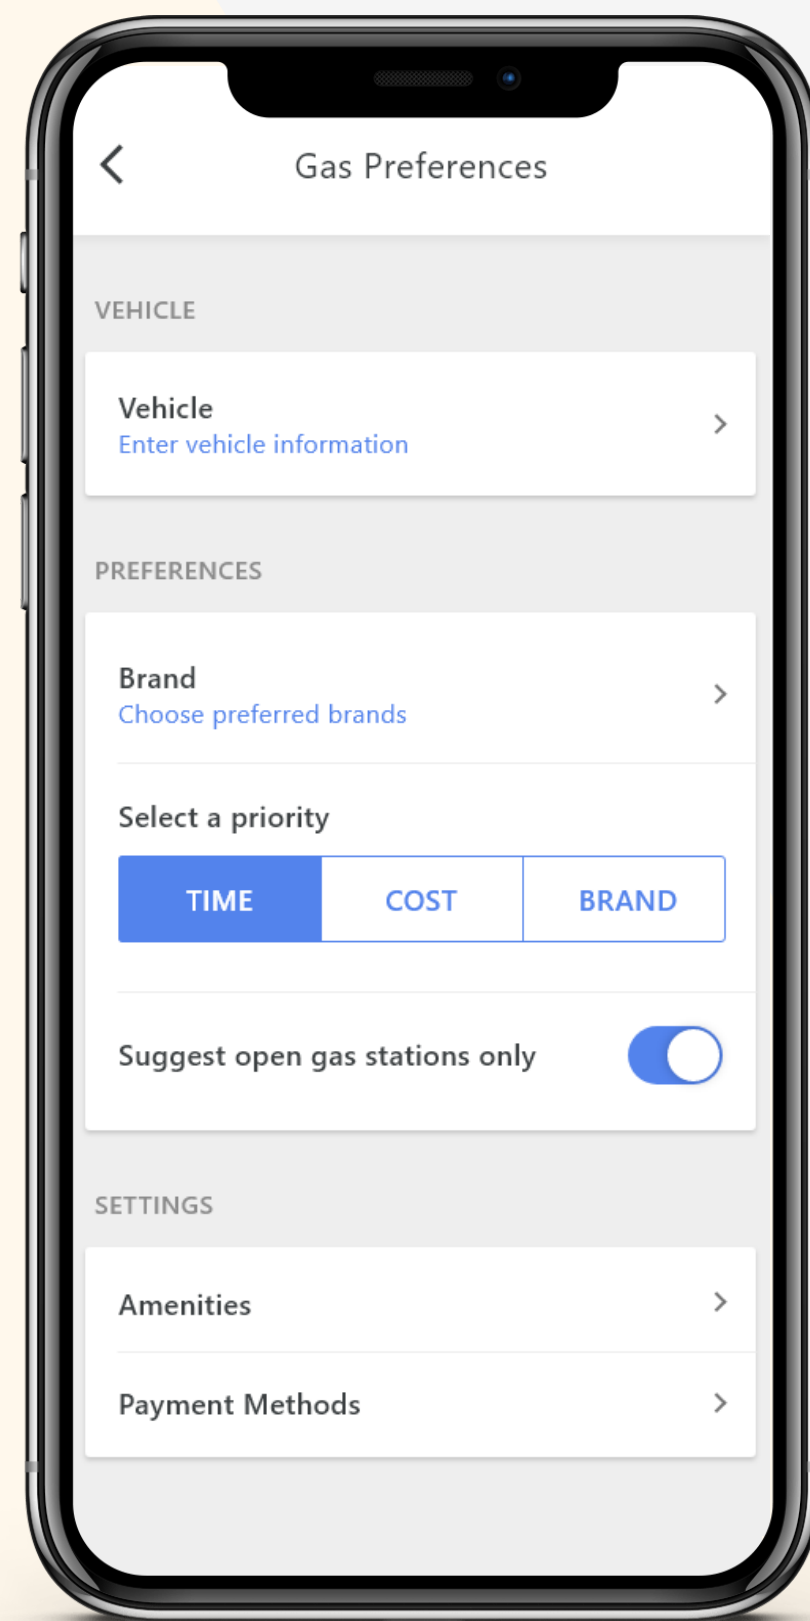 Gas Preferences
VEHICLE
Vehicle
Enter vehicle information
PREFERENCES
Brand
Choose preferred brands
Select a priority
TIME COST BRAND
Suggest open gas stations only
SETTINGS
Amenities
Payment Methods